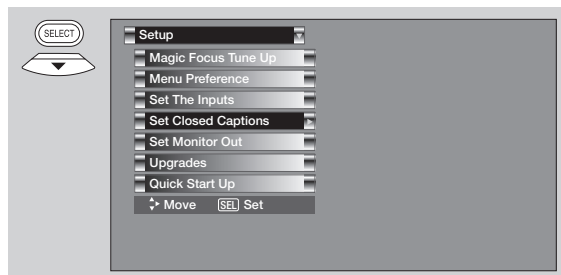 SELECT
Setup
Magic Focus Tune Up
Menu Preference
Set The Inputs
Set Closed Captions
Set Monitor Out
Upgrades
Quick Start Up
Move SEL Set